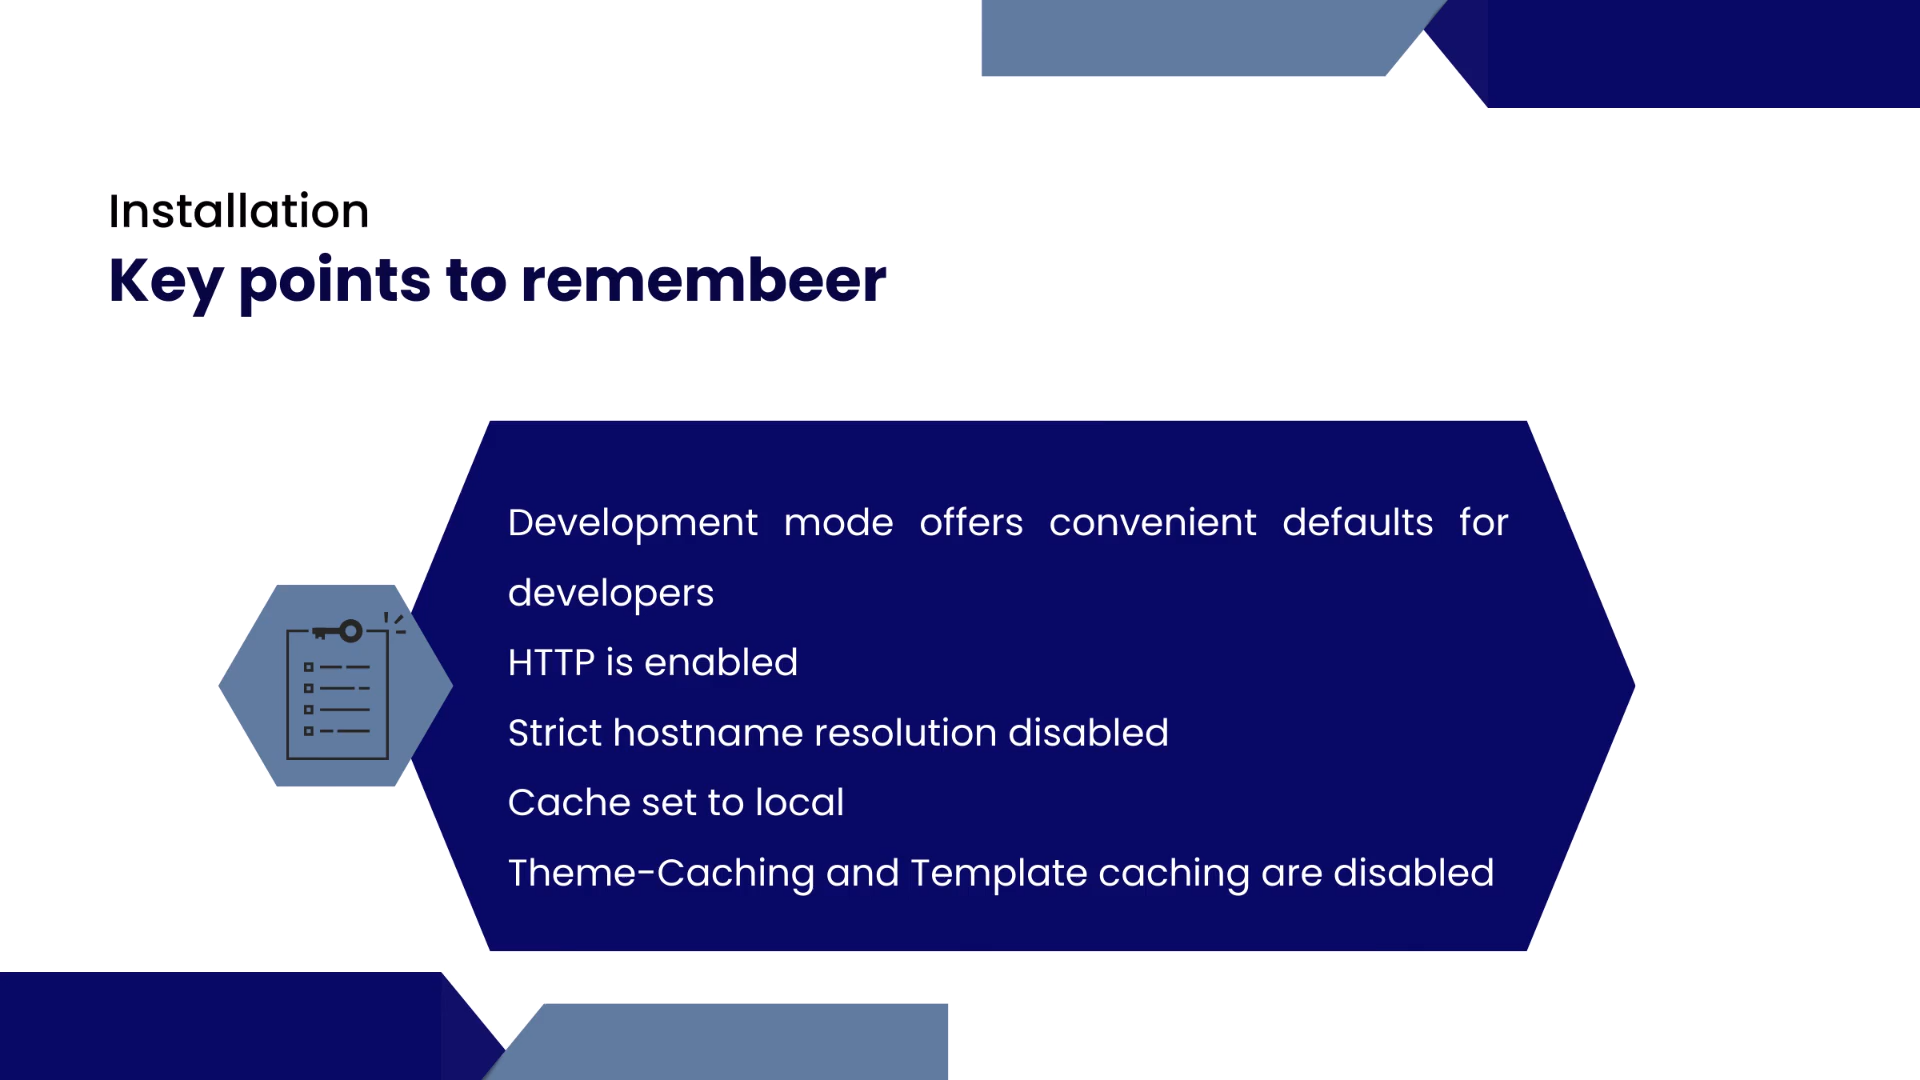 Installation
Key points to remembeer
Development mode offers convenient defaults for
developers
HTTP is enabled
Strict hostname resolution disabled
Cache set to local
Theme-Caching and Template caching are disabled